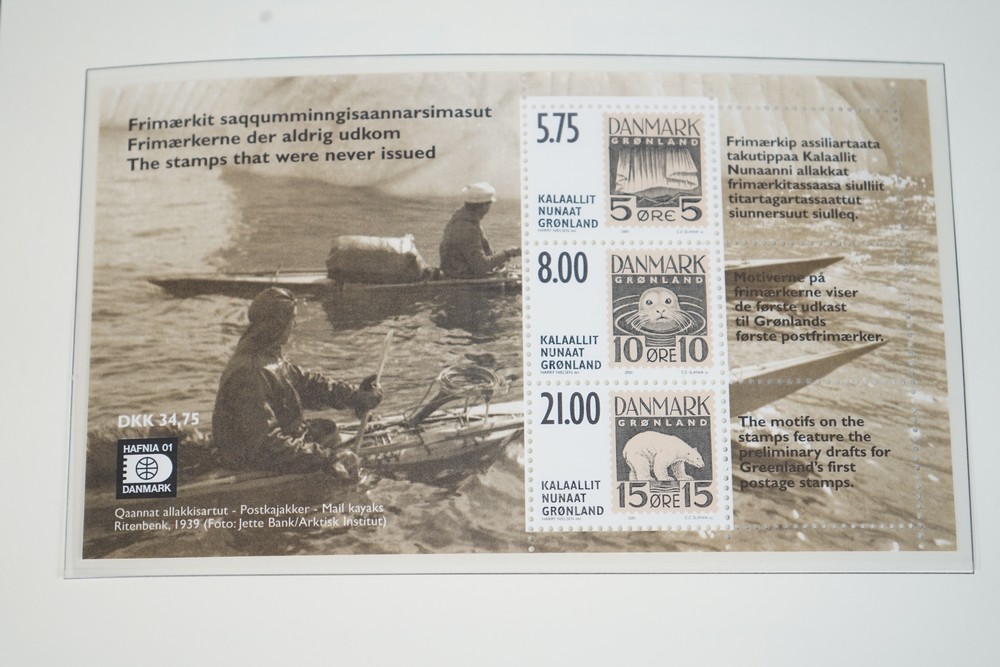 Frimærkit saqqumminngisaannarsimasut
Frimærkerne der aldrig udkom
The stamps that were never issued
5.75
DANMARK
GRØNLAND
5 ØRE 5
KALAALLIT
NUNAAT
GRØNLAND
8.00
DANMARK
GRØNLAND
10 ØRE 10
KALAALLIT
NUNAAT
GRØNLAND
21.00
DANMARK
GRØNLAND
15 ØRE 15
KALAALLIT
NUNAAT
GRØNLAND
Frimærkip assiliartaata
takutippaa Kalaallit
Nunaanni allakkat
frimærkitassaasa siulliit
titartagartassaattut
siunnersuut siulleq.
Motiverne på
frimærkerne viser
de første udkast
til Grønlands
første postfrimærker.
The motifs on the
stamps feature the
preliminary drafts for
Greenland's first
postage stamps.
DKK 34,75
HAFNIA 01
DANMARK
Qaannat allakkisartut - Postkajakker - Mail kayaks
Ritenbenk, 1939 (Foto: Jette Bank/Arktisk Institut)